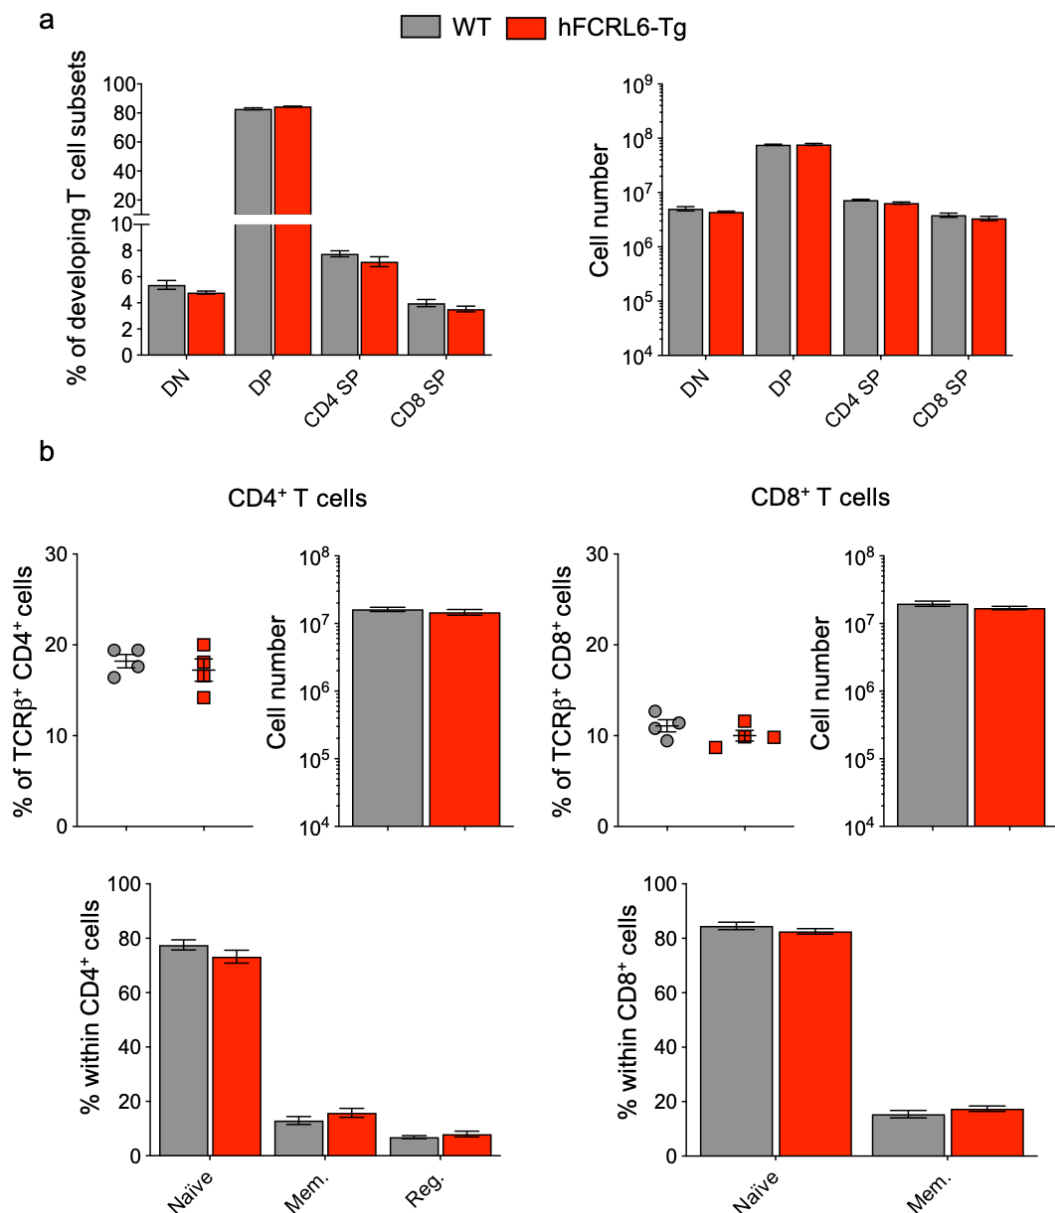 a
WT hFCRL6-Tg
% of developing T cell subsets
100
80
60
40
20
10
8
6
4
2
0
DN DP CD4 SP CD8 SP
Cell number
10⁹
10⁸
10⁷
10⁶
10⁵
10⁴
DN DP CD4 SP CD8 SP
b
CD4⁺ T cells
% of TCRβ⁺ CD4⁺ cells
30
20
10
0
Cell number
10⁸
10⁷
10⁶
10⁵
10⁴
CD8⁺ T cells
% of TCRβ⁺ CD8⁺ cells
30
20
10
0
Cell number
10⁸
10⁷
10⁶
10⁵
10⁴
% within CD4⁺ cells
100
80
60
40
20
0
Naïve Mem. Reg.
% within CD8⁺ cells
100
80
60
40
20
0
Naïve Mem.